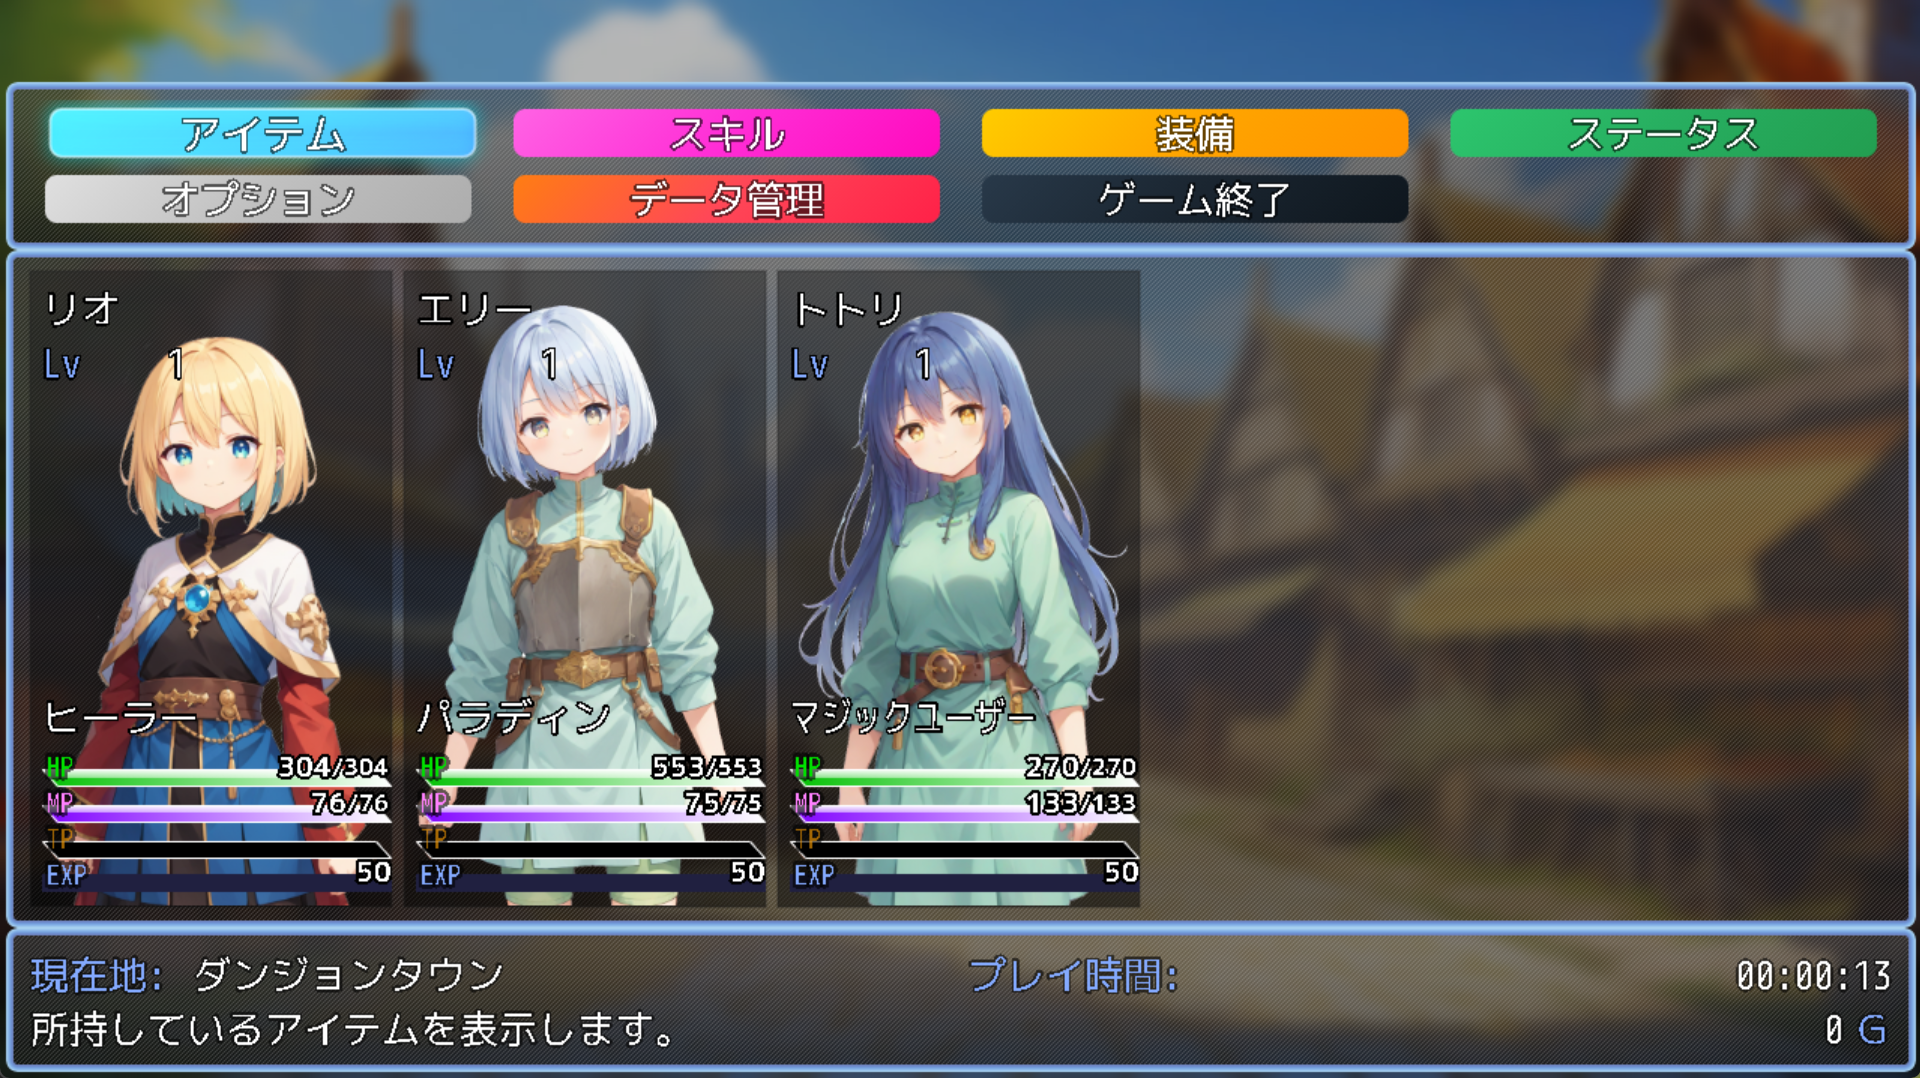 アイテム スキル 装備 ステータス
オプション データ管理 ゲーム終了
リオ
Lv 1
ヒーラー
HP 304/304
MP 76/76
TP
EXP 50
エリー
Lv 1
パラディン
HP 553/553
MP 75/75
TP
EXP 50
トトリ
Lv 1
マジックユーザー
HP 270/270
MP 133/133
TP
EXP 50
現在地: ダンジョンタウン プレイ時間: 00:00:13
所持しているアイテムを表示します。 0 G